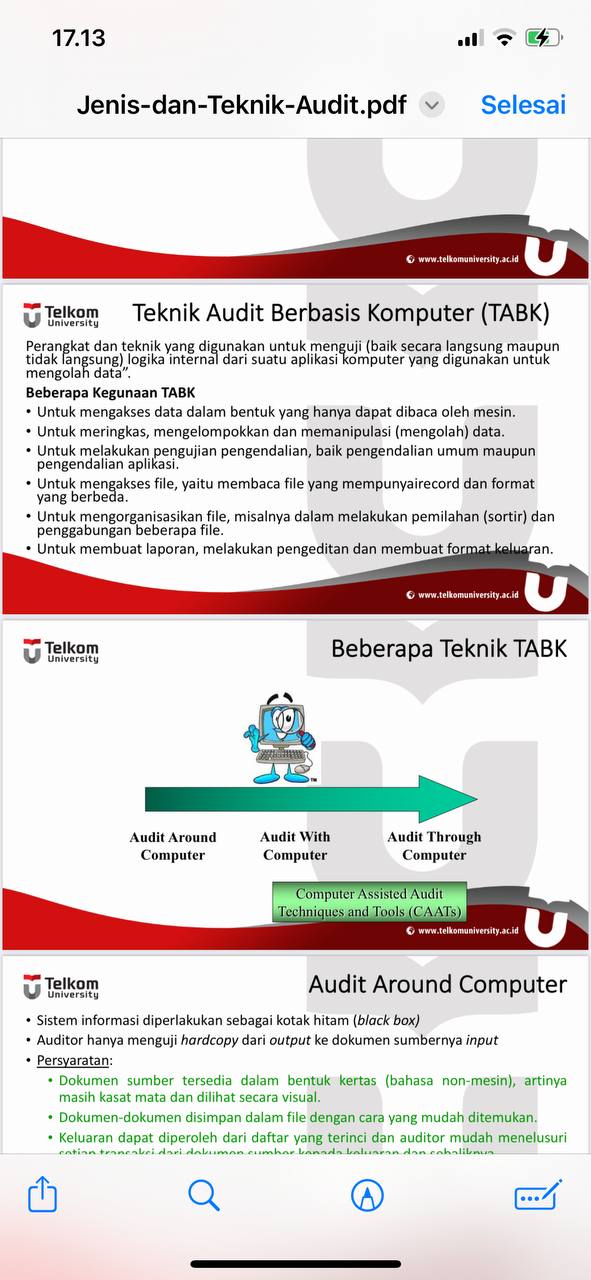 17.13
Jenis-dan-Teknik-Audit.pdf
Selesai
www.telkomuniversity.ac.id
Telkom
University
Teknik Audit Berbasis Komputer (TABK)
Perangkat dan teknik yang digunakan untuk menguji (baik secara langsung maupun
tidak langsung) logika internal dari suatu aplikasi komputer yang digunakan untuk
mengolah data”.
Beberapa Kegunaan TABK
• Untuk mengakses data dalam bentuk yang hanya dapat dibaca oleh mesin.
• Untuk meringkas, mengelompokkan dan memanipulasi (mengolah) data.
• Untuk melakukan pengujian pengendalian, baik pengendalian umum maupun
pengendalian aplikasi.
• Untuk mengakses file, yaitu membaca file yang mempunyairecord dan format
yang berbeda.
• Untuk mengorganisasikan file, misalnya dalam melakukan pemilahan (sortir) dan
penggabungan beberapa file.
• Untuk membuat laporan, melakukan pengeditan dan membuat format keluaran.
www.telkomuniversity.ac.id
Telkom
University
Beberapa Teknik TABK
TM
Audit Around
Computer
Audit With
Computer
Audit Through
Computer
Computer Assisted Audit
Techniques and Tools (CAATs)
www.telkomuniversity.ac.id
Telkom
University
Audit Around Computer
• Sistem informasi diperlakukan sebagai kotak hitam (black box)
• Auditor hanya menguji hardcopy dari output ke dokumen sumbernya input
• Persyaratan:
• Dokumen sumber tersedia dalam bentuk kertas (bahasa non-mesin), artinya
masih kasat mata dan dilihat secara visual.
• Dokumen-dokumen disimpan dalam file dengan cara yang mudah ditemukan.
• Keluaran dapat diperoleh dari daftar yang terinci dan auditor mudah menelusuri
setiap transaksi dari dokumen sumber kepada keluaran dan sebaliknya.